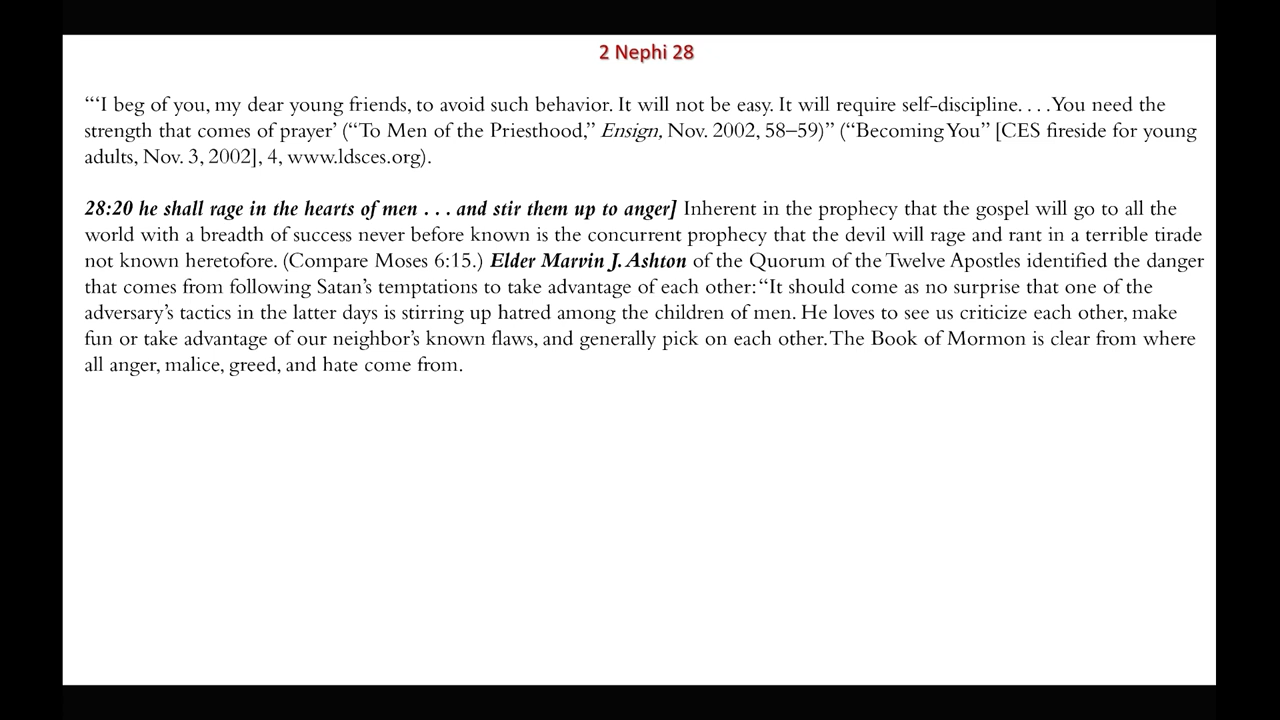 2 Nephi 28
“‘I beg of you, my dear young friends, to avoid such behavior. It will not be easy. It will require self-discipline. . . .You need the
strength that comes of prayer’ (“To Men of the Priesthood,” Ensign, Nov. 2002, 58–59)” (“Becoming You” [CES fireside for young
adults, Nov. 3, 2002], 4, www.ldsces.org).
28:20 he shall rage in the hearts of men . . . and stir them up to anger] Inherent in the prophecy that the gospel will go to all the
world with a breadth of success never before known is the concurrent prophecy that the devil will rage and rant in a terrible tirade
not known heretofore. (Compare Moses 6:15.) Elder Marvin J. Ashton of the Quorum of the Twelve Apostles identified the danger
that comes from following Satan’s temptations to take advantage of each other: “It should come as no surprise that one of the
adversary’s tactics in the latter days is stirring up hatred among the children of men. He loves to see us criticize each other, make
fun or take advantage of our neighbor’s known flaws, and generally pick on each other. The Book of Mormon is clear from where
all anger, malice, greed, and hate come from.